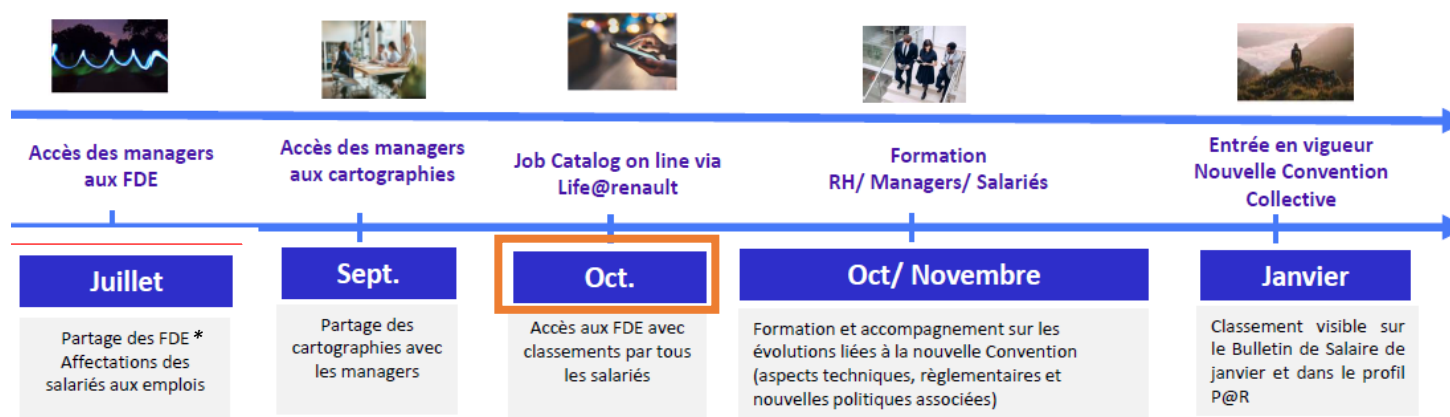 Accès des managers
aux FDE
Accès des managers
aux cartographies
Job Catalog on line via
Life@renault
Formation
RH/ Managers/ Salariés
Entrée en vigueur
Nouvelle Convention
Collective
Juillet
Sept.
Oct.
Oct/ Novembre
Janvier
Partage des FDE *
Affectations des
salariés aux emplois
Partage des
cartographies avec
les managers
Accès aux FDE avec
classements par tous
les salariés
Formation et accompagnement sur les
évolutions liées à la nouvelle Convention
(aspects techniques, règlementaires et
nouvelles politiques associées)
Classement visible sur
le Bulletin de Salaire de
janvier et dans le profil
P@R